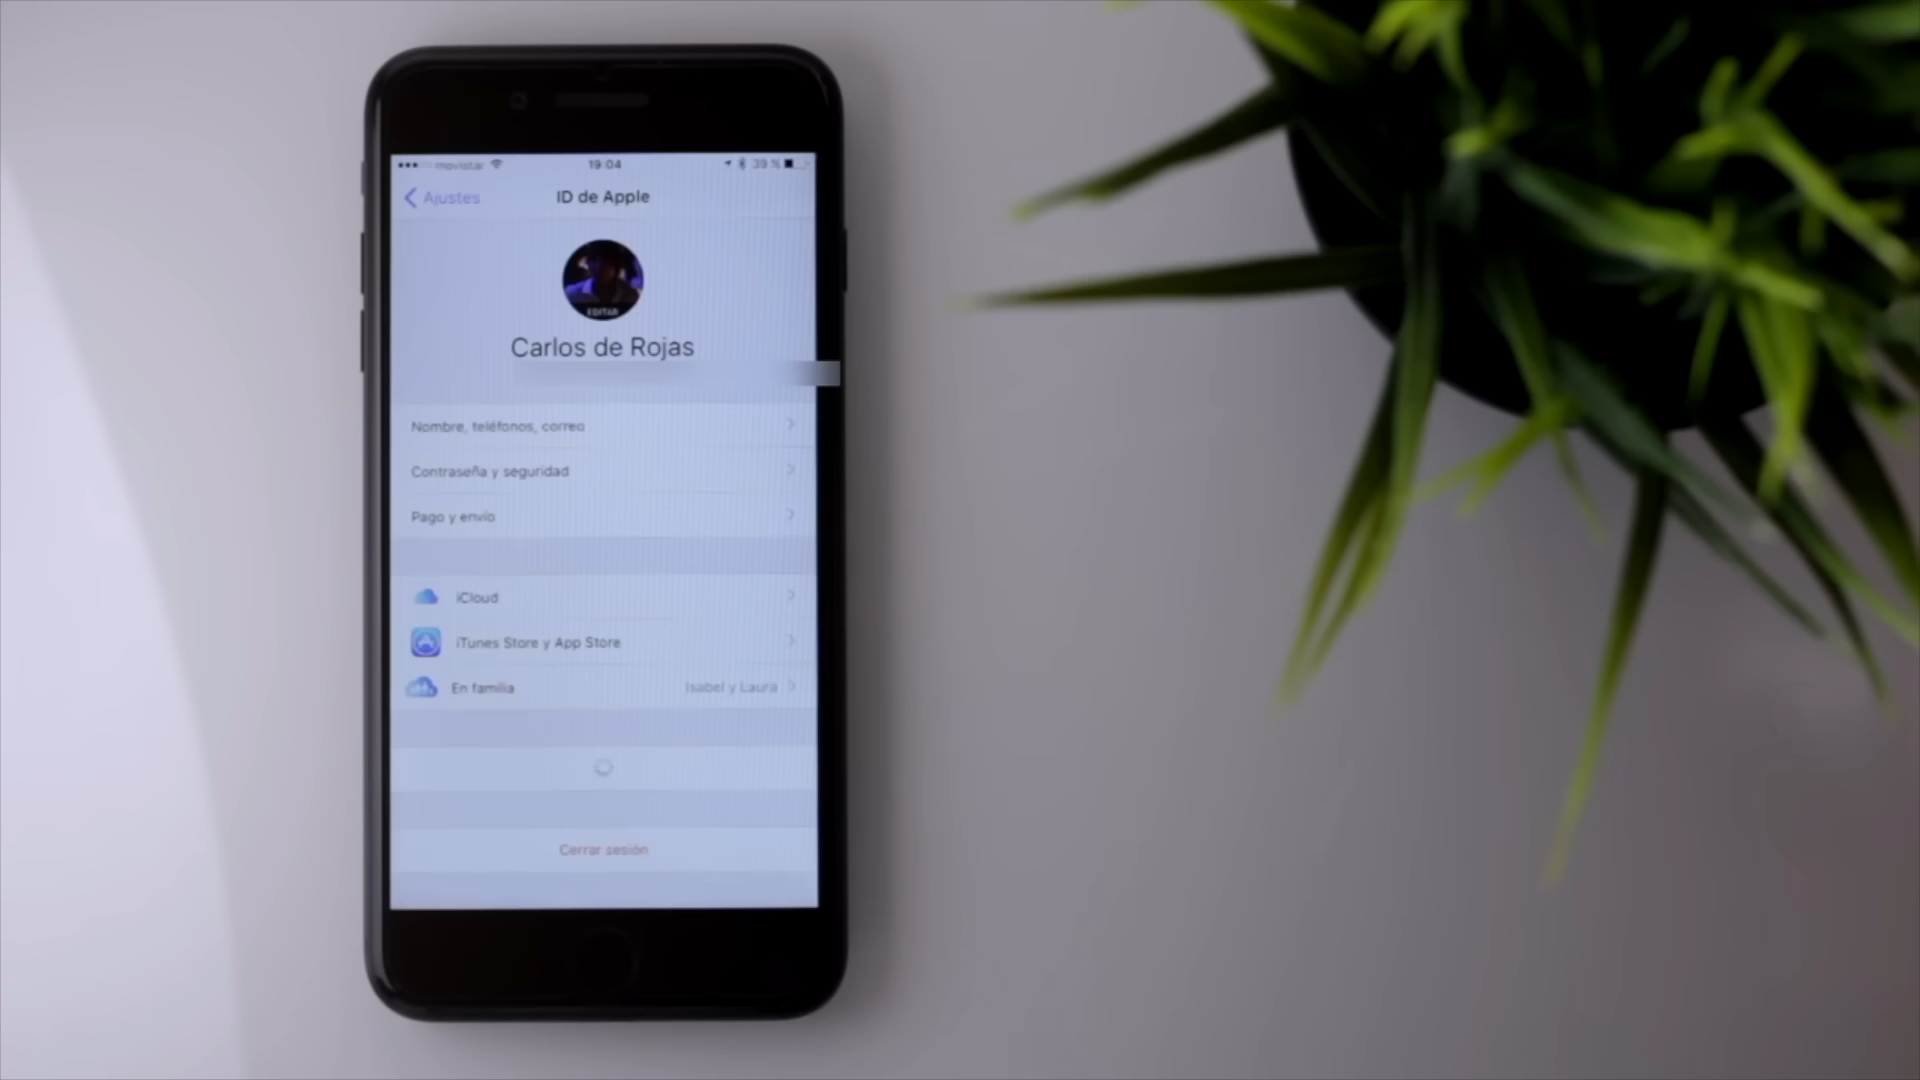 movistar 19:04 39 %
Ajustes ID de Apple
EDITAR
Carlos de Rojas
Nombre, teléfonos, correo
Contraseña y seguridad
Pago y envío
iCloud
iTunes Store y App Store
En familia Isabel y Laura
Cerrar sesión